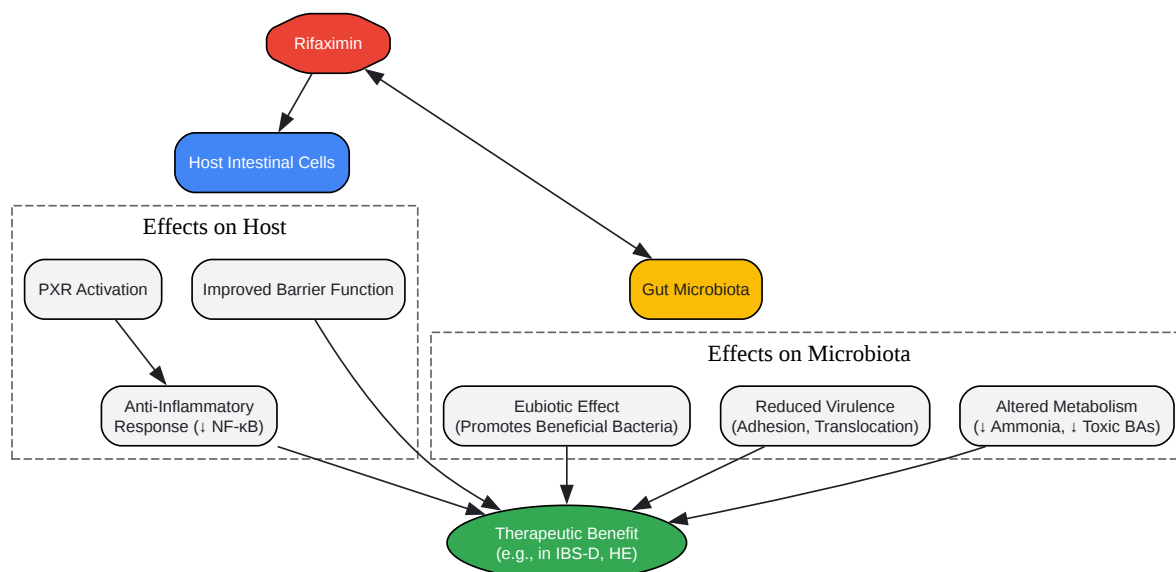 Rifaximin
Host Intestinal Cells
Effects on Host
PXR Activation
Improved Barrier Function
Gut Microbiota
Anti-Inflammatory
Response (↓ NF-κB)
Effects on Microbiota
Eubiotic Effect
(Promotes Beneficial Bacteria)
Reduced Virulence
(Adhesion, Translocation)
Altered Metabolism
(↓ Ammonia, ↓ Toxic BAs)
Therapeutic Benefit
(e.g., in IBS-D, HE)